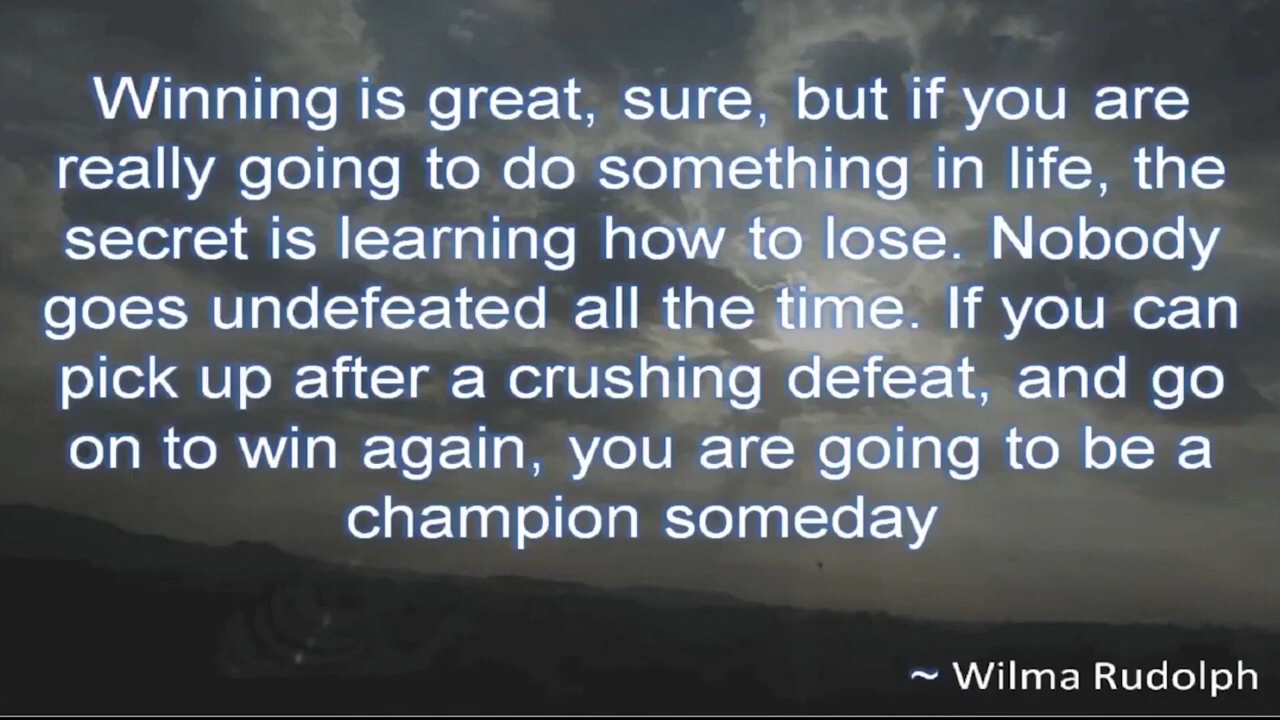 Winning is great, sure, but if you are
really going to do something in life, the
secret is learning how to lose. Nobody
goes undefeated all the time. If you can
pick up after a crushing defeat, and go
on to win again, you are going to be a
champion someday
~ Wilma Rudolph